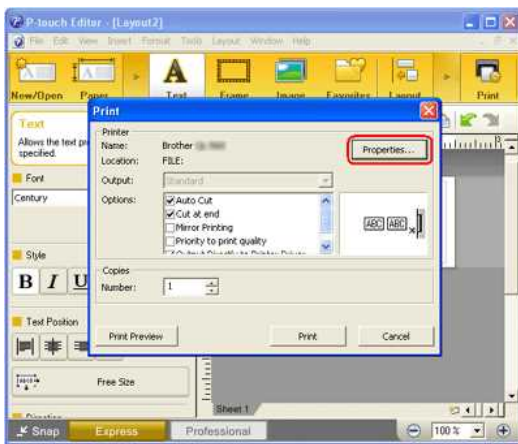 P-touch Editor - [Layout2]
File Edit View Insert Format Tools Layout Window Help
New/Open Paper Text Frame Image Favorites Layout Print
Print
Text
Allows the text pr
specified.
Font
Century
Style
B I U
Text Position
Free Size
Direction
Printer
Name: Brother
Location: FILE:
Properties...
Output: Standard
Options:
Auto Cut
Cut at end
Mirror Printing
Priority to print quality
ABC ABC
Copies
Number: 1
Print Preview Print Cancel
Sheet 1
Snap Express Professional 100 %